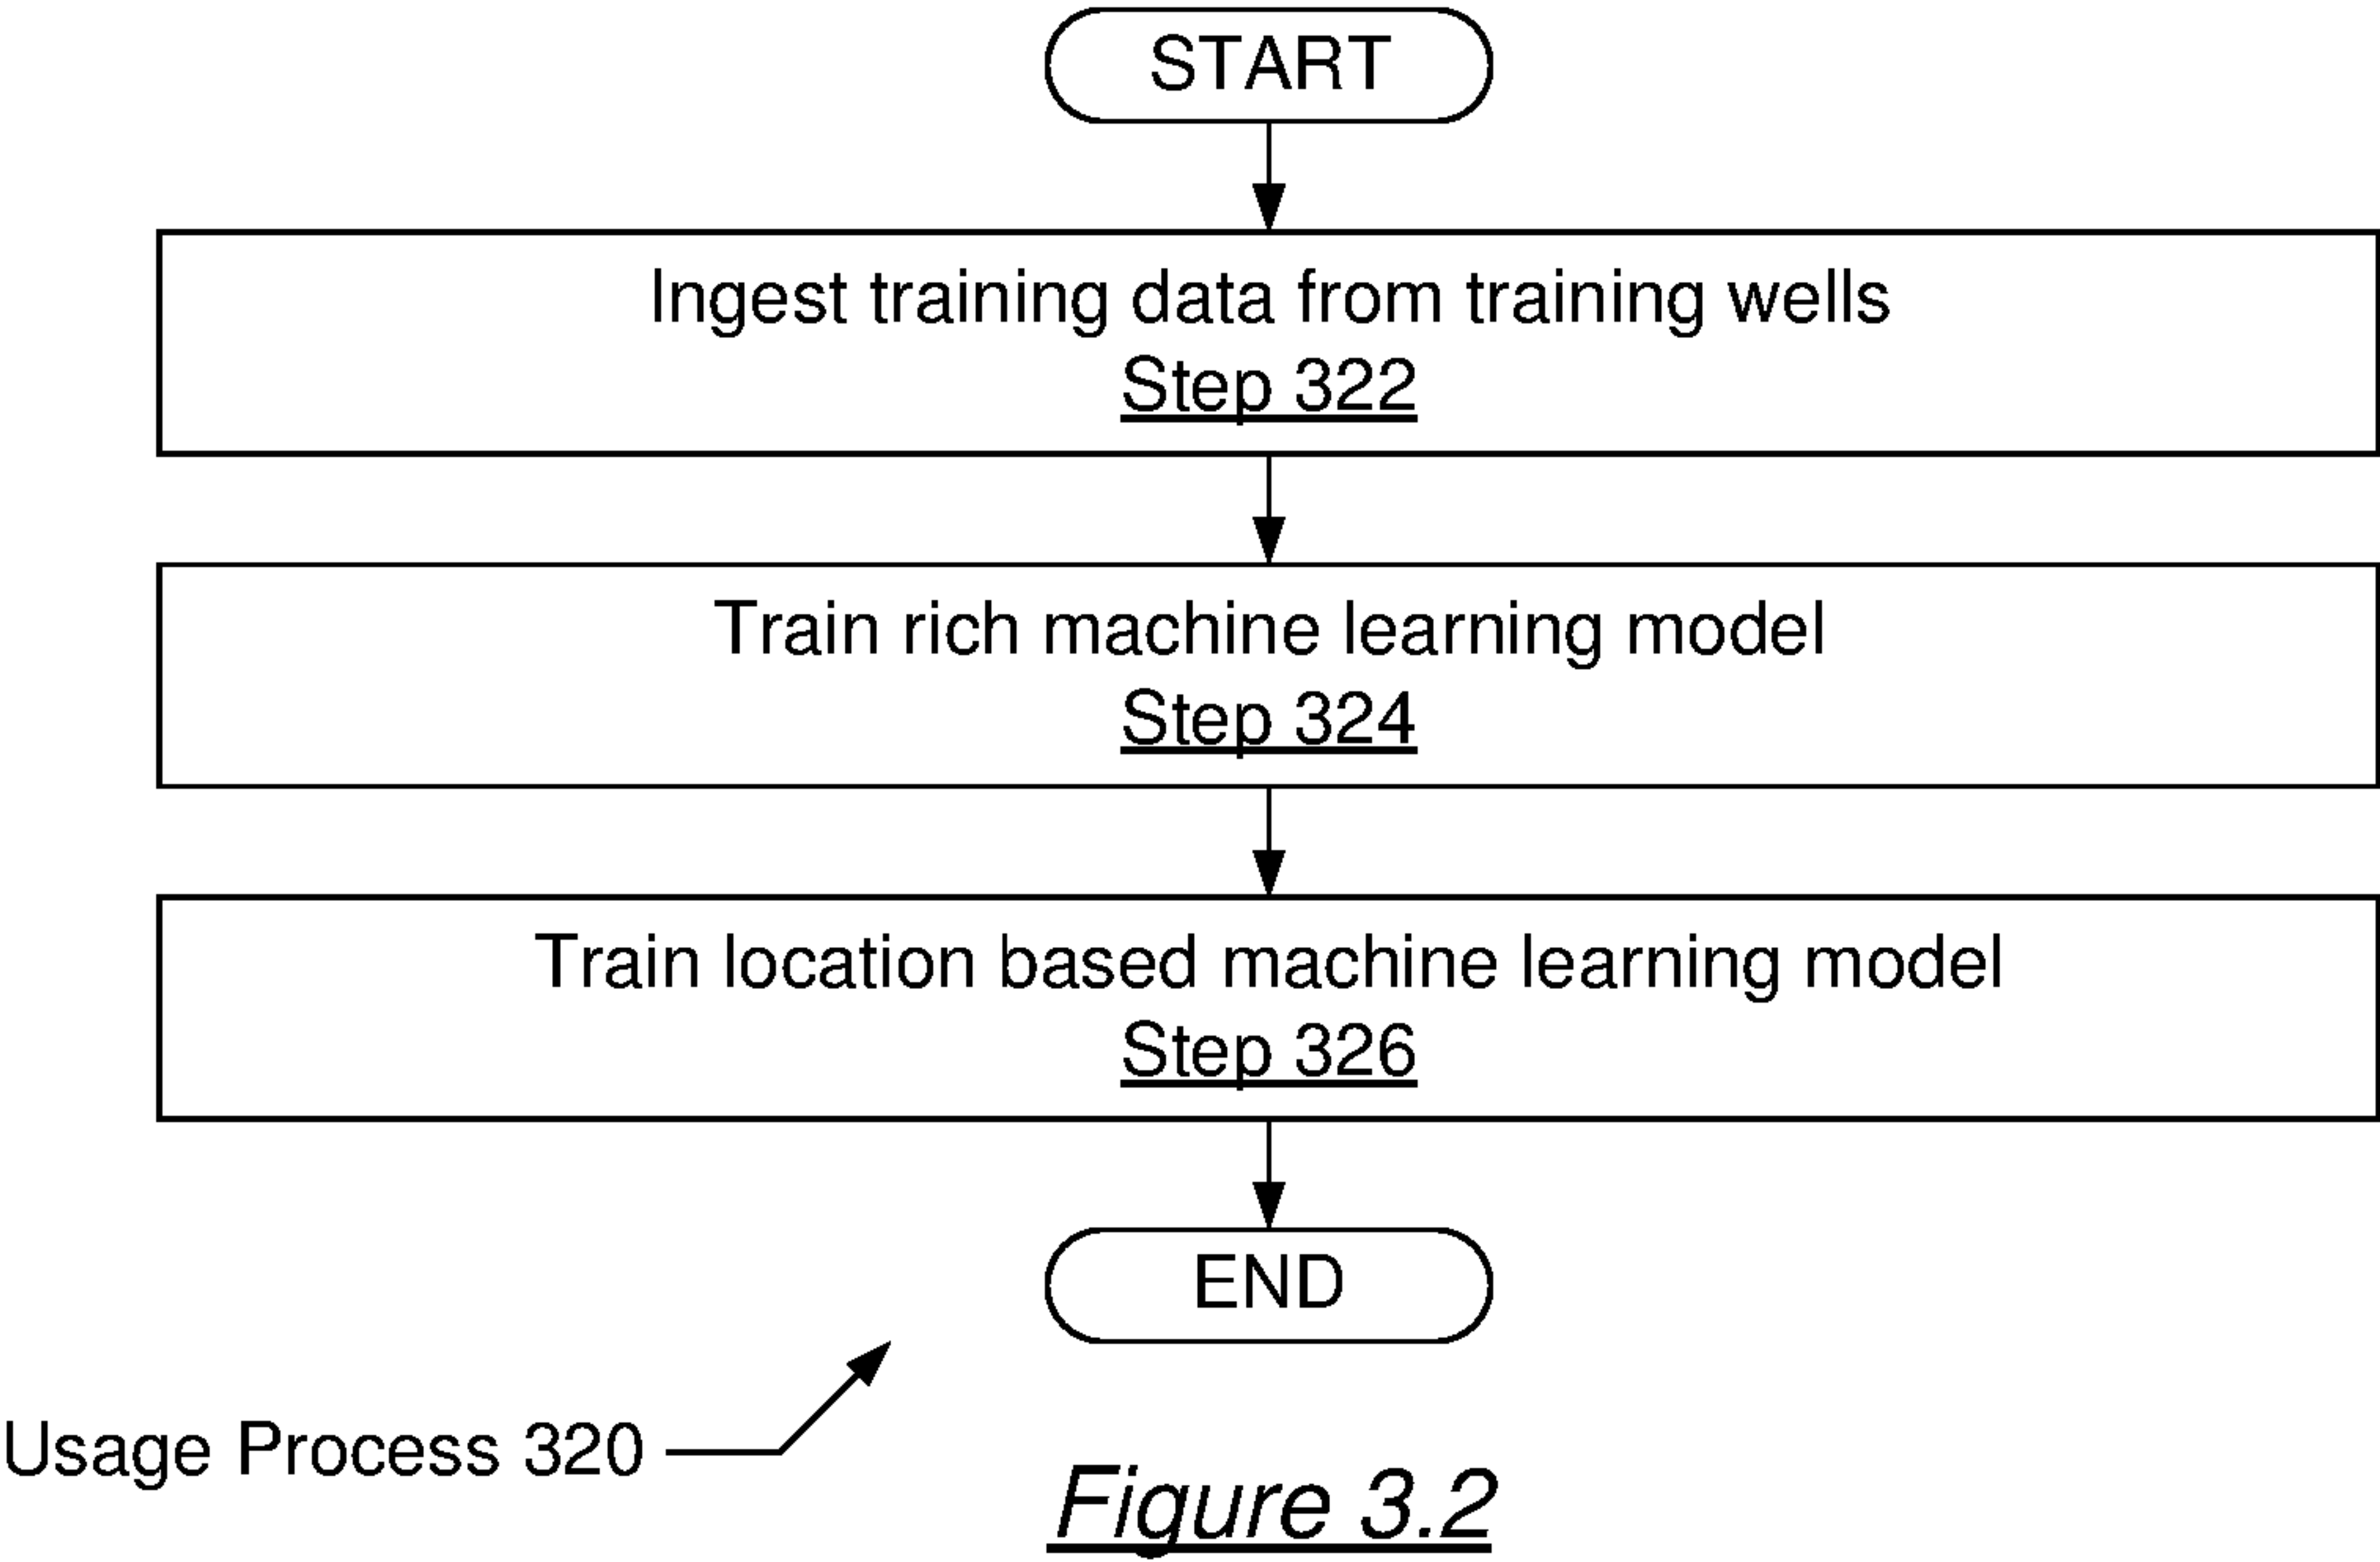 START
Ingest training data from training wells
Step 322
Train rich machine learning model
Step 324
Train location based machine learning model
Step 326
END
Usage Process 320
Figure 3.2